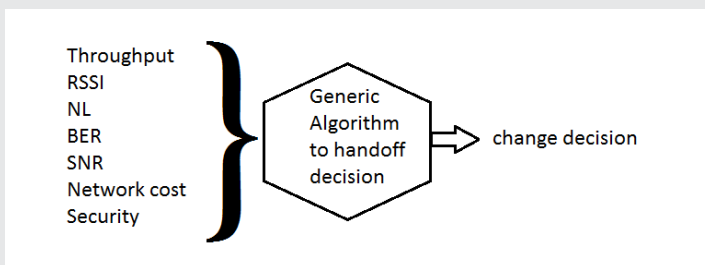 Throughput
RSSI
NL
BER
SNR
Network cost
Security
Generic
Algorithm
to handoff
decision
change decision